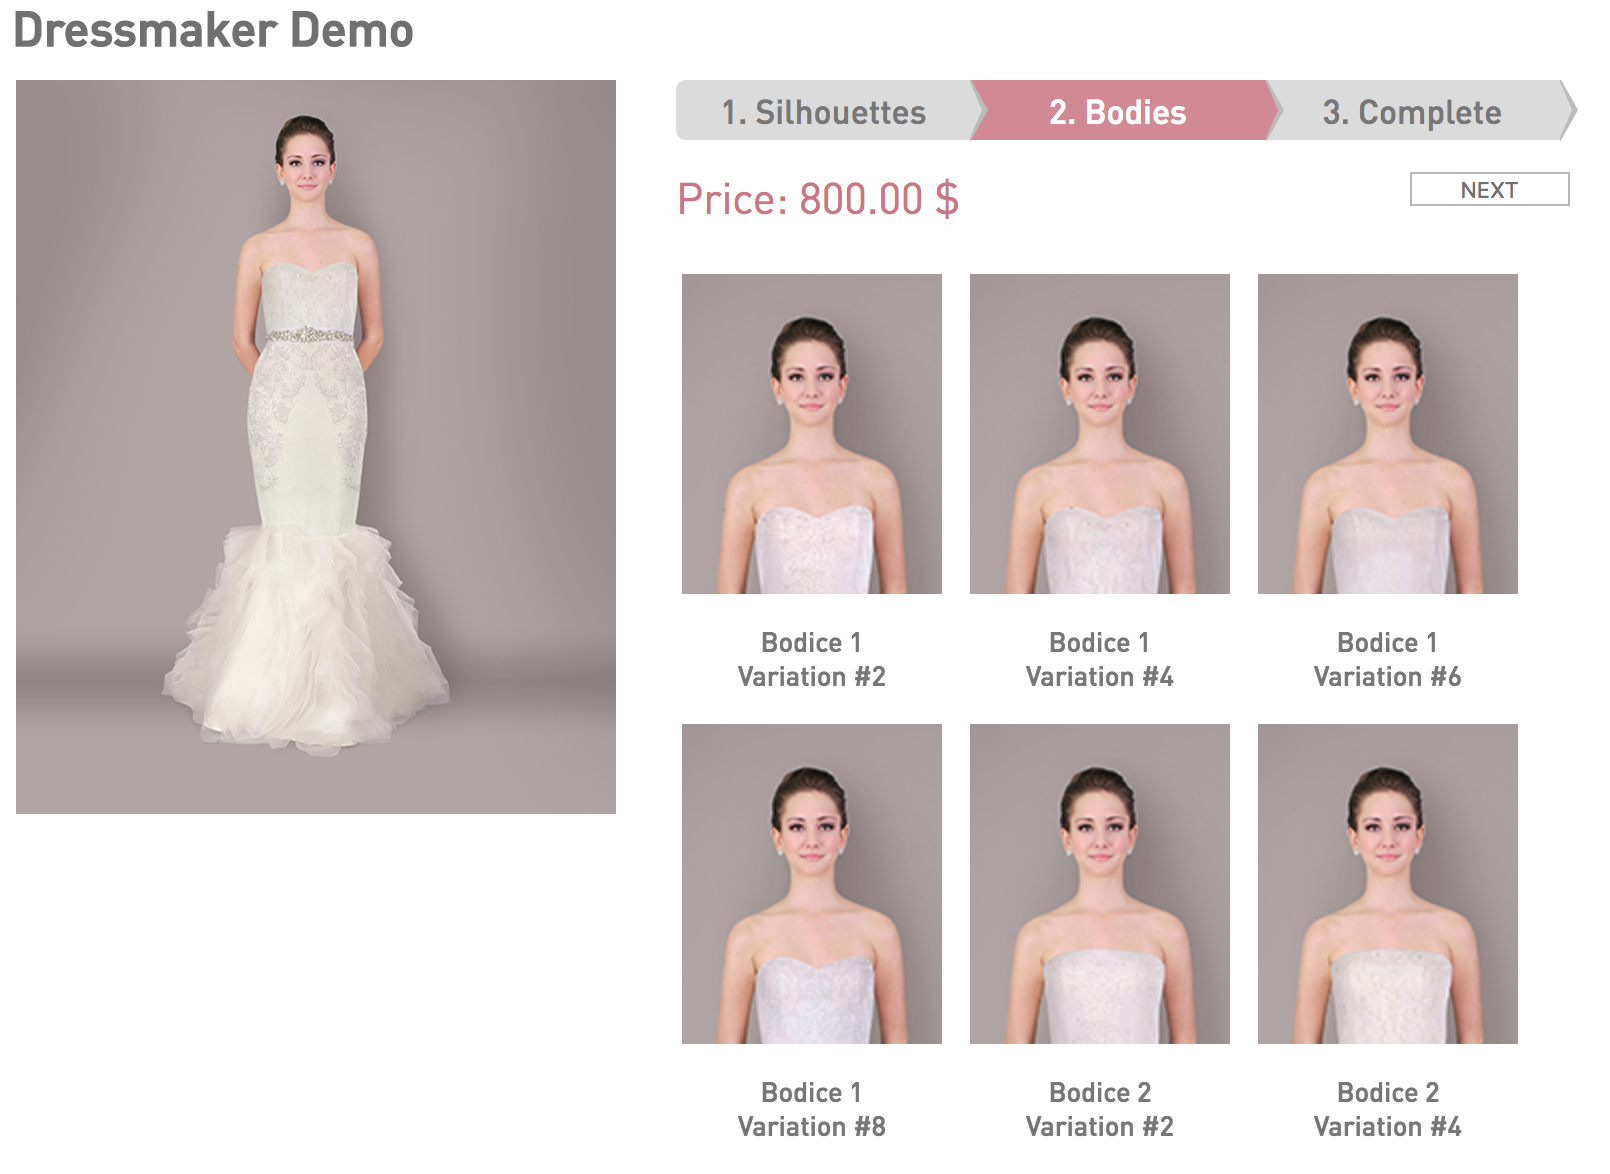 Dressmaker Demo
1. Silhouettes
2. Bodies
3. Complete
Price: 800.00 $
NEXT
Bodice 1
Variation #2
Bodice 1
Variation #4
Bodice 1
Variation #6
Bodice 1
Variation #8
Bodice 2
Variation #2
Bodice 2
Variation #4